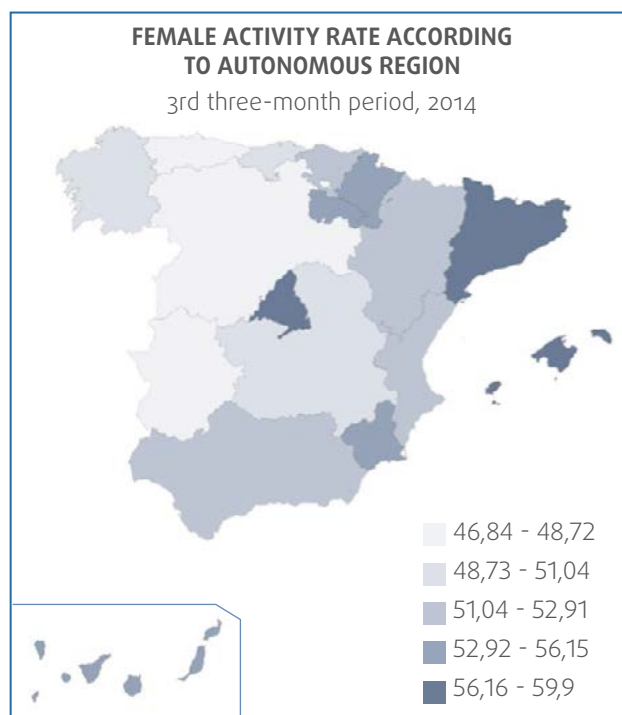 FEMALE ACTIVITY RATE ACCORDING
TO AUTONOMOUS REGION
3rd three-month period, 2014
46,84 - 48,72
48,73 - 51,04
51,04 - 52,91
52,92 - 56,15
56,16 - 59,9